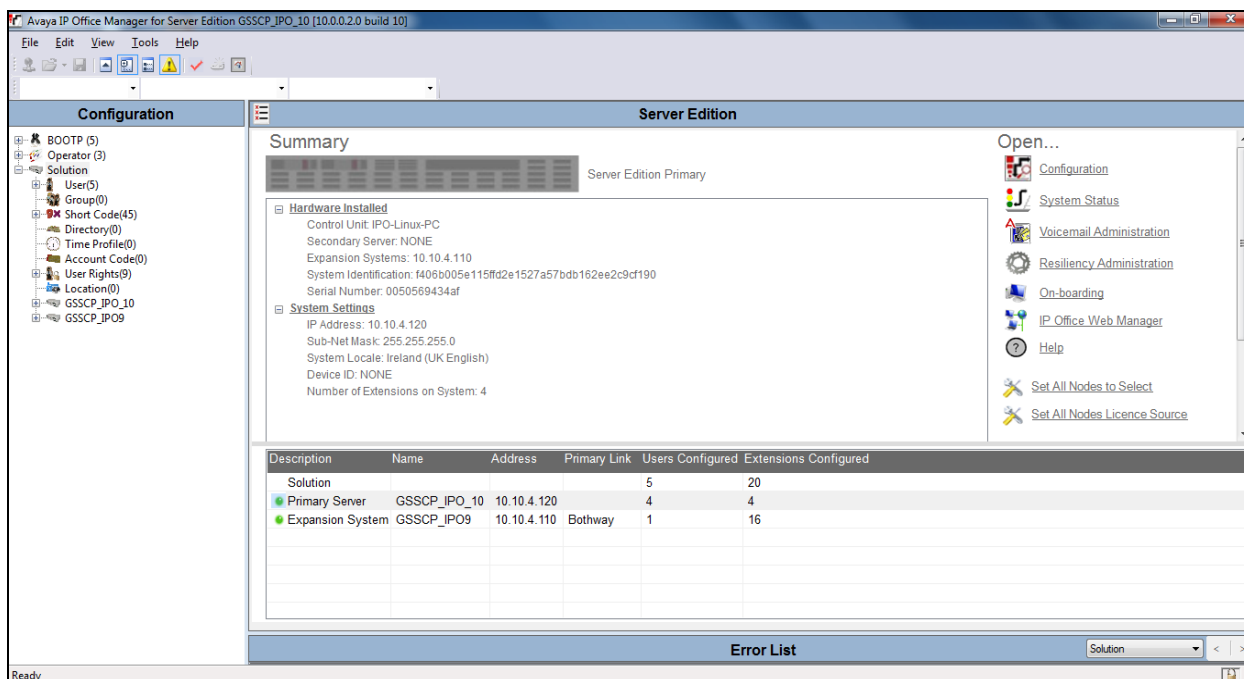 Avaya IP Office Manager for Server Edition GSSCP_IPO_10 [10.0.0.2.0 build 10]
File Edit View Tools Help
Configuration
BOOTP (5)
Operator (3)
Solution
User(5)
Group(0)
Short Code(45)
Directory(0)
Time Profile(0)
Account Code(0)
User Rights(9)
Location(0)
GSSCP_IPO_10
GSSCP_IPO9
Server Edition
Summary
Server Edition Primary
Hardware Installed
Control Unit: IPO-Linux-PC
Secondary Server: NONE
Expansion Systems: 10.10.4.110
System Identification: f406b005e115ffd2e1527a57bdb162ee2c9cf190
Serial Number: 0050569434af
System Settings
IP Address: 10.10.4.120
Sub-Net Mask: 255.255.255.0
System Locale: Ireland (UK English)
Device ID: NONE
Number of Extensions on System: 4
Open...
Configuration
System Status
Voicemail Administration
Resiliency Administration
On-boarding
IP Office Web Manager
Help
Set All Nodes to Select
Set All Nodes Licence Source
Description Name Address Primary Link Users Configured Extensions Configured
Solution 5 20
Primary Server GSSCP_IPO_10 10.10.4.120 4 4
Expansion System GSSCP_IPO9 10.10.4.110 Bothway 1 16
Error List
Solution
Ready